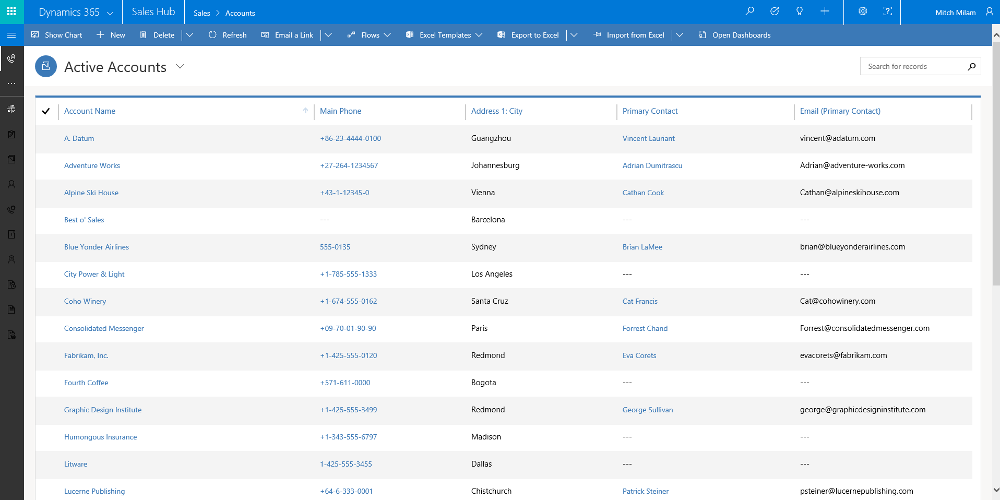 Dynamics 365 Sales Hub Sales > Accounts Mitch Milam
Show Chart New Delete Refresh Email a Link Flows Excel Templates Export to Excel Import from Excel Open Dashboards
Active Accounts Search for records
Account Name Main Phone Address 1: City Primary Contact Email (Primary Contact)
A. Datum +86-23-4444-0100 Guangzhou Vincent Lauriant vincent@adatum.com
Adventure Works +27-264-1234567 Johannesburg Adrian Dumitrascu Adrian@adventure-works.com
Alpine Ski House +43-1-12345-0 Vienna Cathan Cook Cathan@alpineskihouse.com
Best o' Sales --- Barcelona --- ---
Blue Yonder Airlines 555-0135 Sydney Brian LaMee brian@blueyonderairlines.com
City Power & Light +1-785-555-1333 Los Angeles --- ---
Coho Winery +1-674-555-0162 Santa Cruz Cat Francis Cat@cohowinery.com
Consolidated Messenger +09-70-01-90-90 Paris Forrest Chand Forrest@consolidatedmessenger.com
Fabrikam, Inc. +1-425-555-0120 Redmond Eva Corets evacorets@fabrikam.com
Fourth Coffee +571-611-0000 Bogota --- ---
Graphic Design Institute +1-425-555-3499 Redmond George Sullivan george@graphicdesigninstitute.com
Humongous Insurance +1-343-555-6797 Madison --- ---
Litware 1-425-555-3455 Dallas --- ---
Lucerne Publishing +64-6-333-0001 Chistchurch Patrick Steiner psteiner@lucernepublishing.com